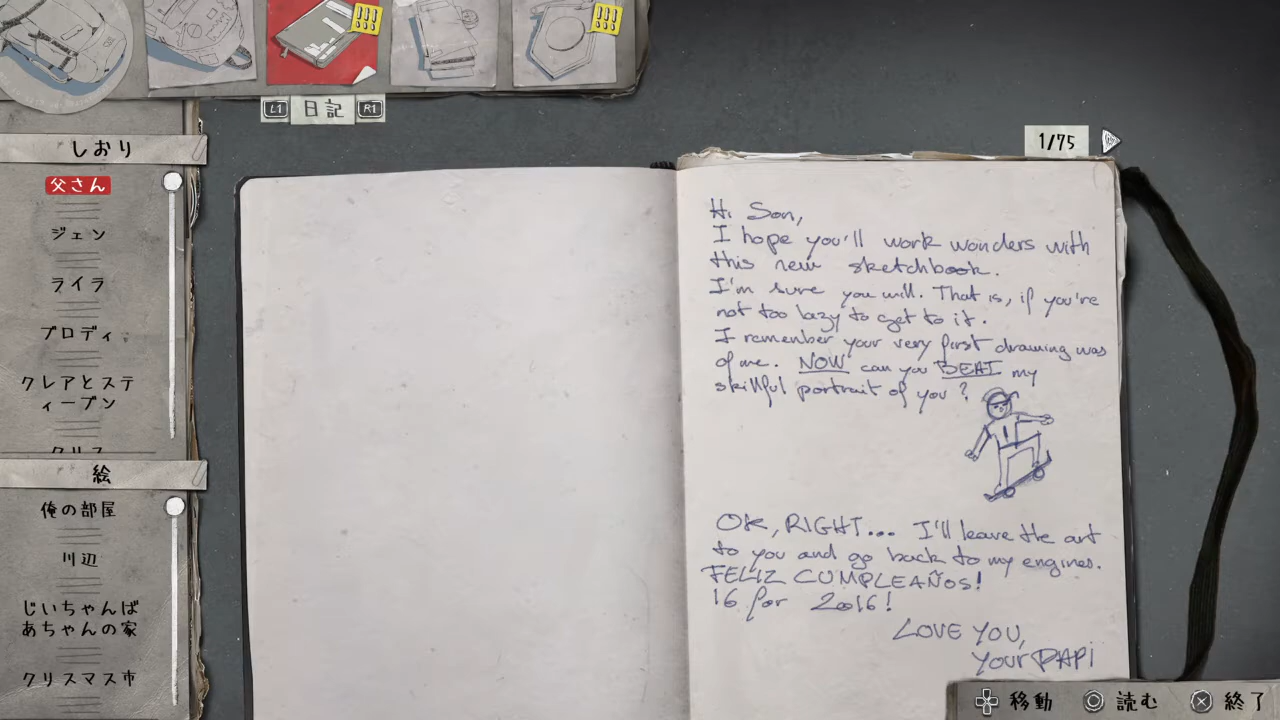 L1 日記 R1
しおり
父さん
ジェン
ライラ
ブロディ
クレアとステ
ィーブン
クリス
絵
俺の部屋
川辺
じいちゃんば
あちゃんの家
クリスマス市
1/75
Hi Son,
I hope you'll work wonders with
this new sketchbook.
I'm sure you will. That is, if you're
not too lazy to get to it.
I remember your very first drawing was
of me. NOW can you BEAT my
skillful portrait of you?
OK, RIGHT... I'll leave the art
to you and go back to my engines.
FELIZ CUMPLEAÑOS!
16 for 2016!
LOVE YOU,
Your PAPi
移動 読む 終了